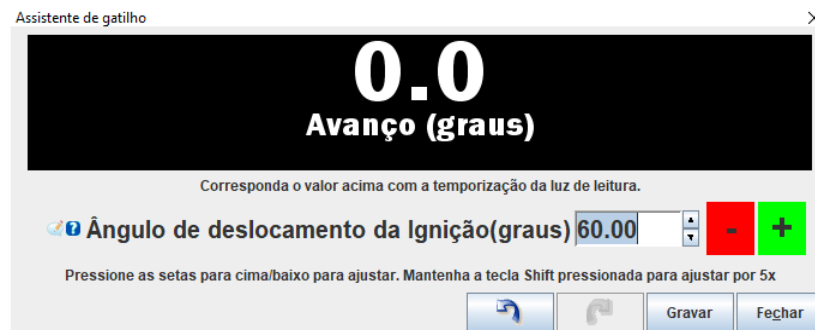 Assistente de gatilho
0.0
Avanço (graus)
Corresponda o valor acima com a temporização da luz de leitura.
Ângulo de deslocamento da Ignição(graus) 60.00 - +
Pressione as setas para cima/baixo para ajustar. Mantenha a tecla Shift pressionada para ajustar por 5x
Gravar Fechar